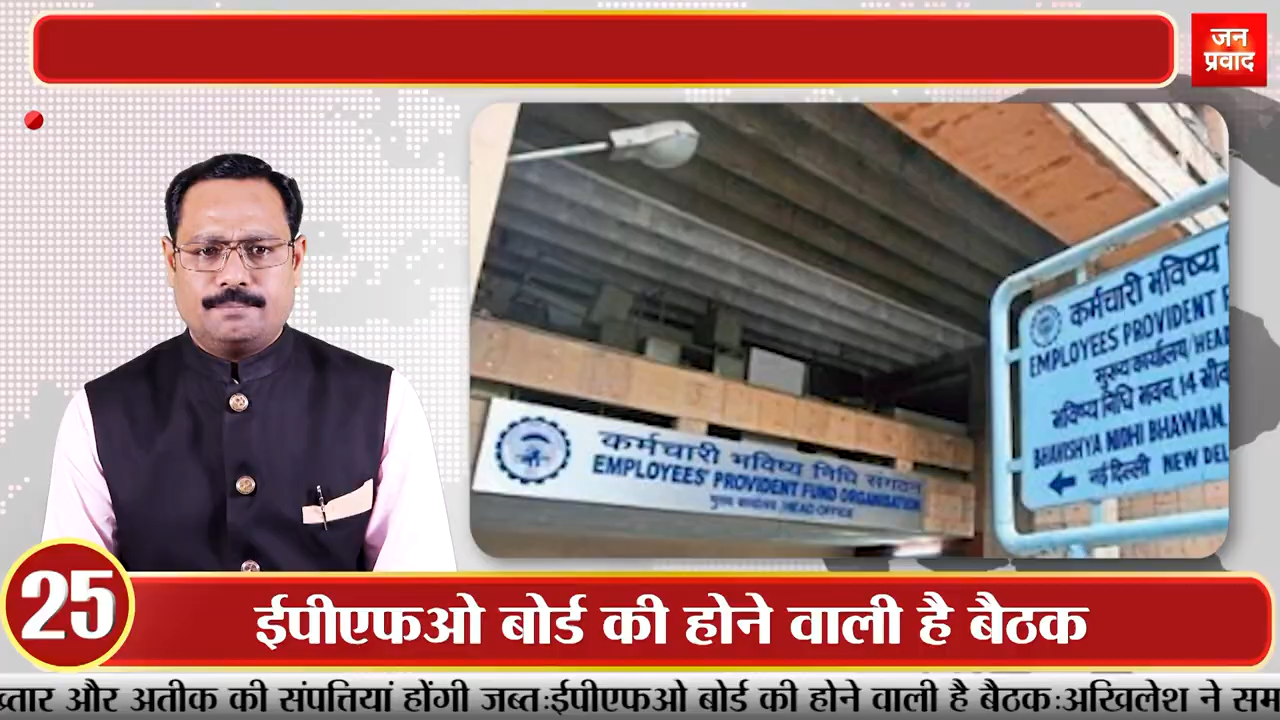 जन
प्रवाद
कर्मचारी भविष्य
EMPLOYEES PROVIDENT F
मुख्य कार्यालय/HEAD
भविष्य निधि भवन, 14 भीका
BHAVISHYA NIDHI BHAWAN,
नई दिल्ली NEW DEL
कर्मचारी भविष्य निधि संगठन
EMPLOYEES' PROVIDENT FUND ORGANISATION
मुख्य कार्यालय /HEAD OFFICE
25
ईपीएफओ बोर्ड की होने वाली है बैठक
ख्तार और अतीक की संपत्तियां होंगी जब्तःईपीएफओ बोर्ड की होने वाली है बैठकःअखिलेश ने सम